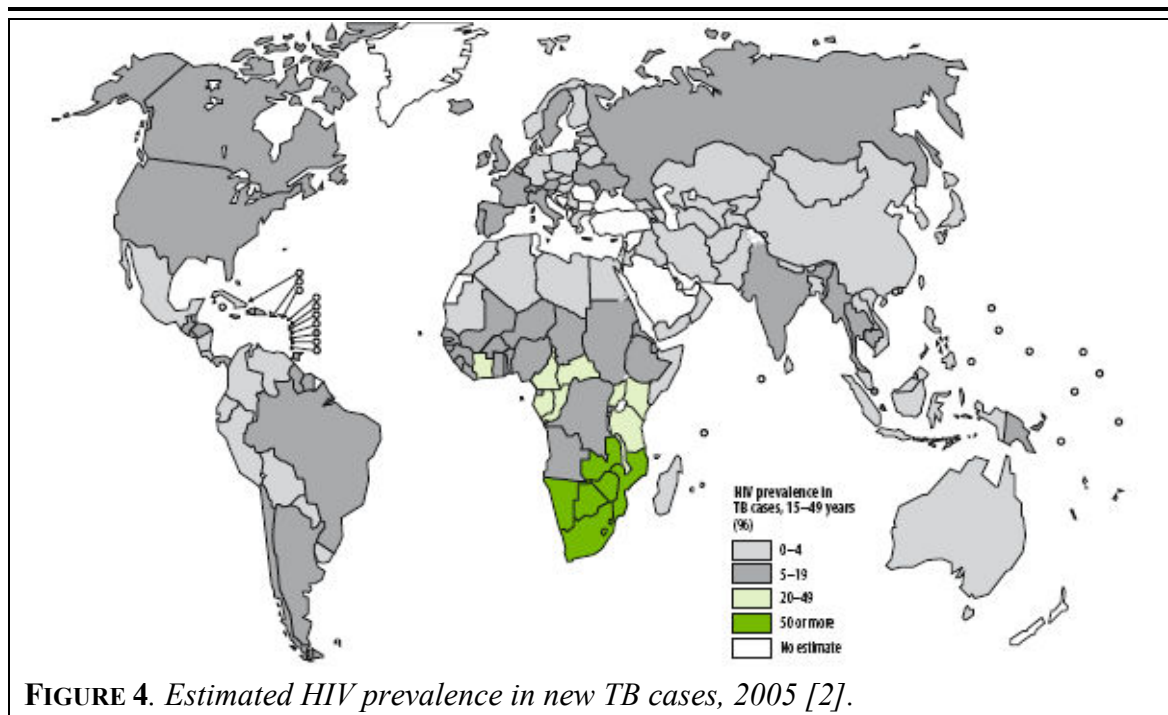 HIV prevalence in
TB cases, 15–49 years
(%)
0–4
5–19
20–49
50 or more
No estimate
FIGURE 4. Estimated HIV prevalence in new TB cases, 2005 [2].